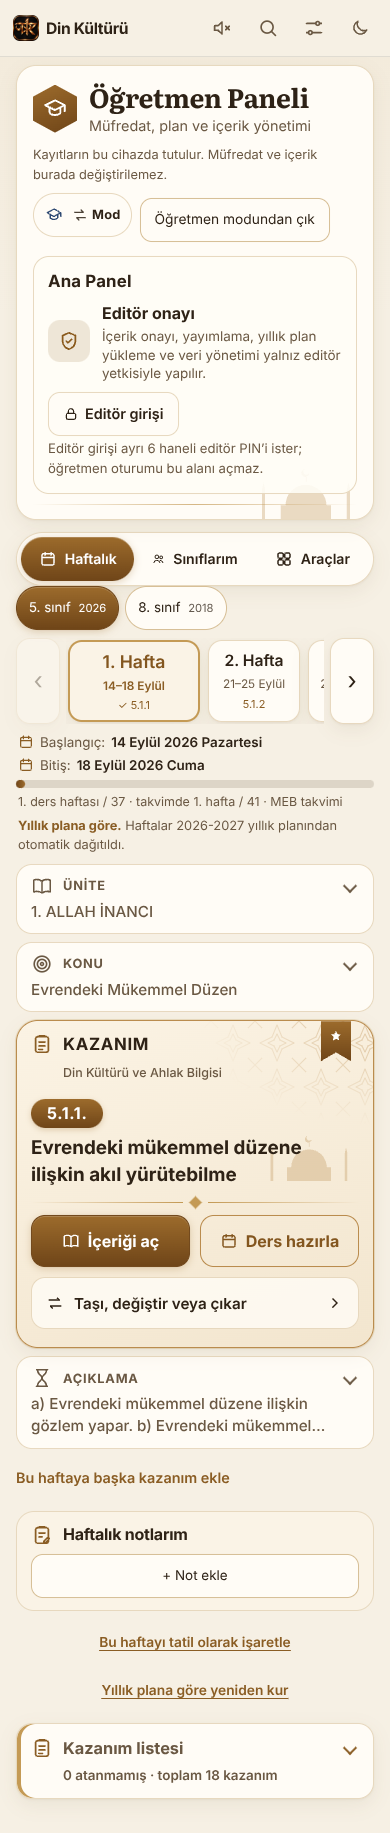 Din Kültürü
Öğretmen Paneli
Müfredat, plan ve içerik yönetimi
Kayıtların bu cihazda tutulur. Müfredat ve içerik
burada değiştirilemez.
Mod
Öğretmen modundan çık
Ana Panel
Editör onayı
İçerik onayı, yayımlama, yıllık plan
yükleme ve veri yönetimi yalnız editör
yetkisiyle yapılır.
Editör girişi
Editör girişi ayrı 6 haneli editör PIN’i ister;
öğretmen oturumu bu alanı açmaz.
Haftalık
Sınıflarım
Araçlar
5. sınıf 2026
8. sınıf 2018
1. Hafta
14–18 Eylül
✓ 5.1.1
2. Hafta
21–25 Eylül
5.1.2
Başlangıç: 14 Eylül 2026 Pazartesi
Bitiş: 18 Eylül 2026 Cuma
1. ders haftası / 37 · takvimde 1. hafta / 41 · MEB takvimi
Yıllık plana göre. Haftalar 2026-2027 yıllık planından
otomatik dağıtıldı.
ÜNİTE
1. ALLAH İNANCI
KONU
Evrendeki Mükemmel Düzen
KAZANIM
Din Kültürü ve Ahlak Bilgisi
5.1.1.
Evrendeki mükemmel düzene
ilişkin akıl yürütebilme
İçeriği aç
Ders hazırla
Taşı, değiştir veya çıkar
AÇIKLAMA
a) Evrendeki mükemmel düzene ilişkin
gözlem yapar. b) Evrendeki mükemmel...
Bu haftaya başka kazanım ekle
Haftalık notlarım
+ Not ekle
Bu haftayı tatil olarak işaretle
Yıllık plana göre yeniden kur
Kazanım listesi
0 atanmamış · toplam 18 kazanım